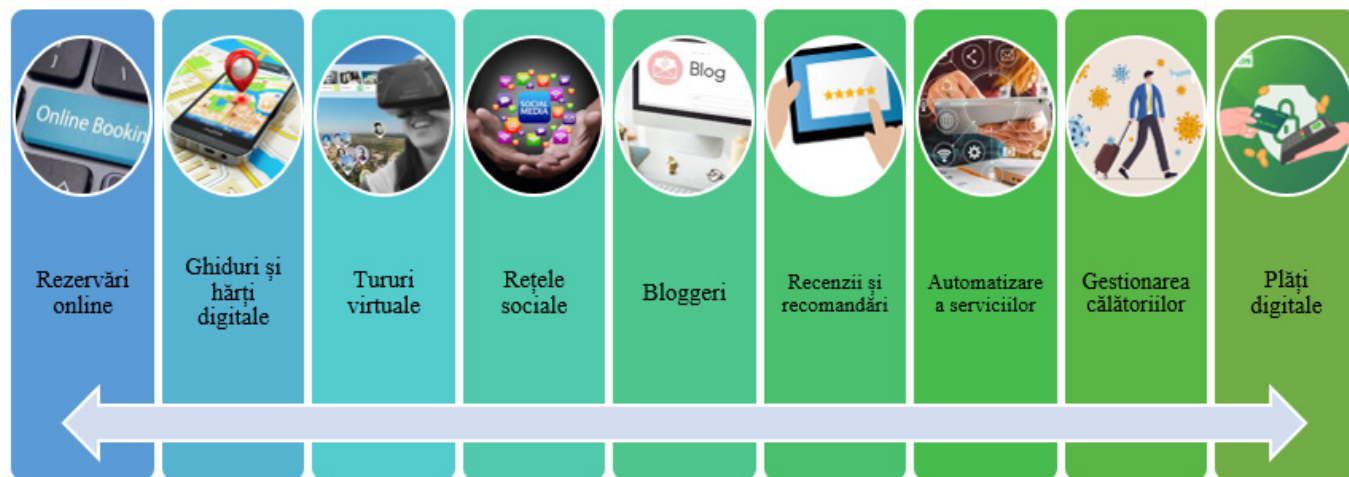 Online Bookin
SOCIAL
MEDIA
Blog
Rezervări
online
Ghiduri și
hărți
digitale
Tururi
virtuale
Rețele
sociale
Bloggeri
Recenzii și
recomandări
Automatizare
a serviciilor
Gestionarea
călătoriilor
Plăți
digitale